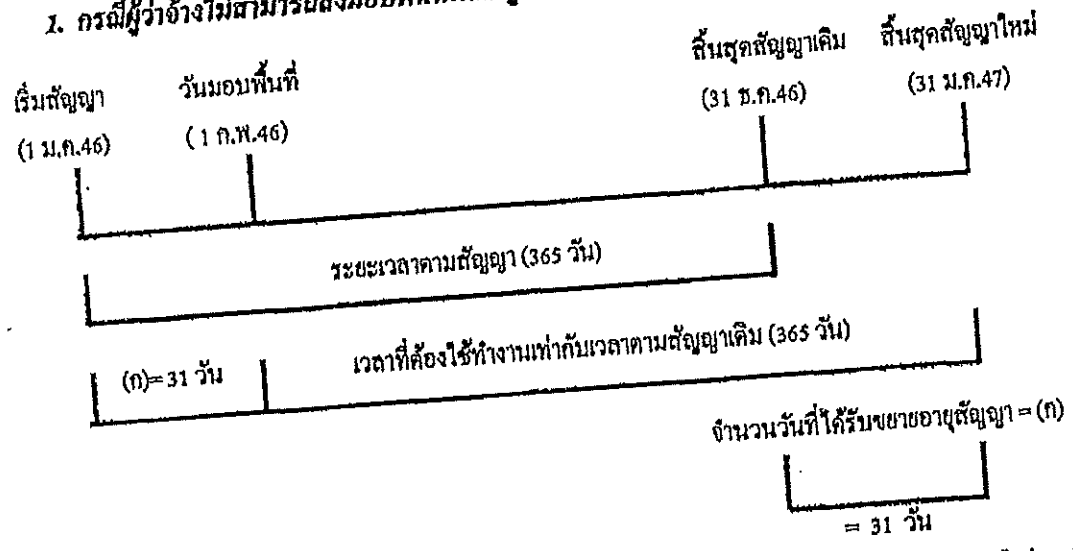 1. กรณีผู้ว่าจ้างไม่สามารถส่งมอบพื้นที่
สิ้นสุดสัญญาเดิม สิ้นสุดสัญญาใหม่
เริ่มสัญญา วันมอบพื้นที่
(31 ธ.ค.46) (31 ม.ค.47)
(1 ม.ค.46) ( 1 ก.พ.46)
ระยะเวลาตามสัญญา (365 วัน)
(ก)= 31 วัน เวลาที่ต้องใช้ทำงานเท่ากับเวลาตามสัญญาเดิม (365 วัน)
จำนวนวันที่ได้รับขยายอายุสัญญา = (ก)
= 31 วัน